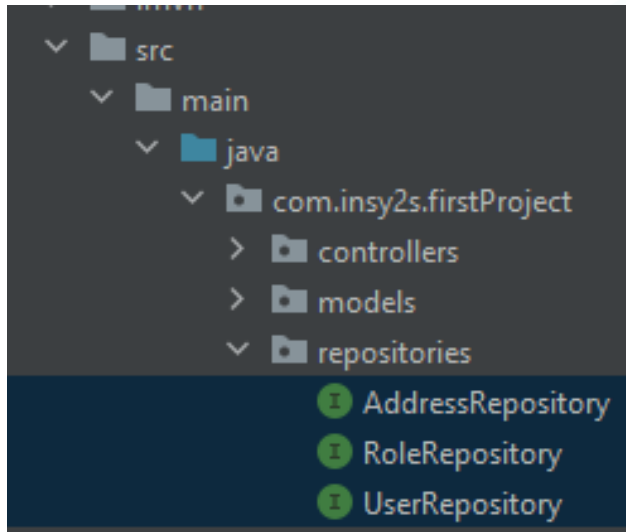 src
main
java
com.insy2s.firstProject
controllers
models
repositories
I AddressRepository
I RoleRepository
I UserRepository